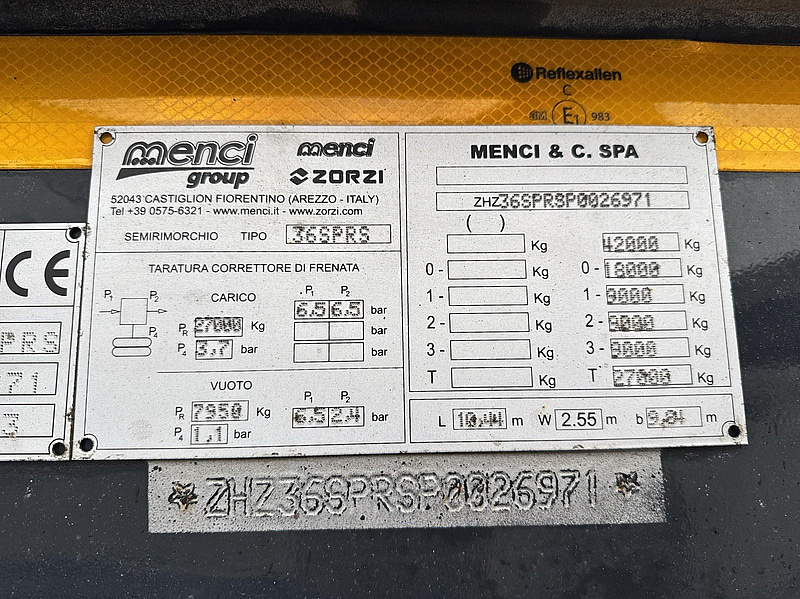 Reflexallen
C
E1 983
menci group
menci
ZORZI
52043 CASTIGLION FIORENTINO (AREZZO - ITALY)
Tel +39 0575-6321 - www.menci.it - www.zorzi.com
SEMIRIMORCHIO TIPO 36SPRS
TARATURA CORRETTORE DI FRENATA
P1 P2
P4
CARICO
PR 27000 Kg
P4 3,7 bar
P1 P2
6,5 6,5 bar
bar
bar
VUOTO
PR 7950 Kg
P4 1,1 bar
P1 P2
6,5 2,4 bar
MENCI & C. SPA
ZHZ36SPRSP0026971
( )
Kg 42000 Kg
0- Kg 0- 18000 Kg
1- Kg 1- 9000 Kg
2- Kg 2- 9000 Kg
3- Kg 3- 9000 Kg
T Kg T Kg
L 10,44 m W 2.55 m b m
CE
PRS
71
3
ZHZ36SPRSP0026971